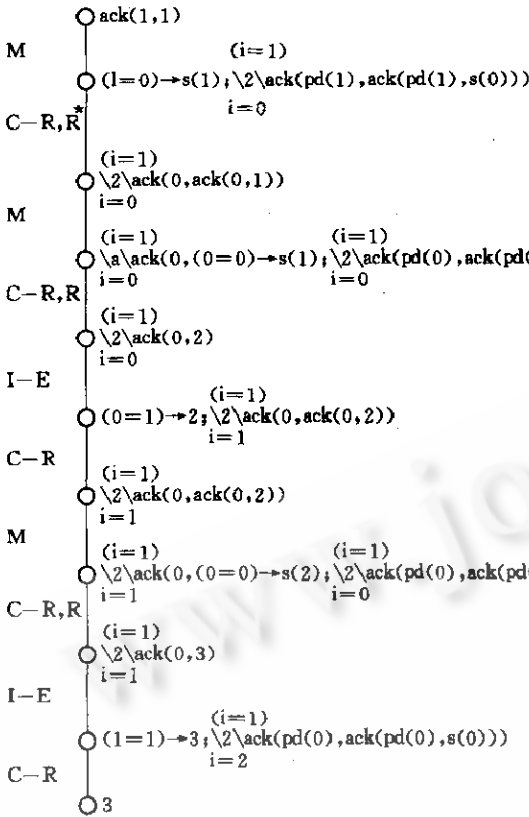 ack(1,1)
M
(i=1)
(l=0)→s(1);\2\ack(pd(1),ack(pd(1),s(0)))
i=0
C-R,R*
(i=1)
\2\ack(0,ack(0,1))
i=0
M
(i=1) (i=1)
\a\ack(0,(0=0)→s(1);\2\ack(pd(0),ack(pd(
i=0 i=0
C-R,R
(i=1)
\2\ack(0,2)
i=0
I-E
(i=1)
(0=1)→2;\2\ack(0,ack(0,2))
i=1
C-R
(i=1)
\2\ack(0,ack(0,2))
i=1
M
(i=1) (i=1)
\2\ack(0,(0=0)→s(2);\2\ack(pd(0),ack(pd(
i=1 i=0
C-R,R
(i=1)
\2\ack(0,3)
i=1
I-E
(i=1)
(1=1)→3;\2\ack(pd(0),ack(pd(0),s(0)))
i=2
C-R
3
www.jo